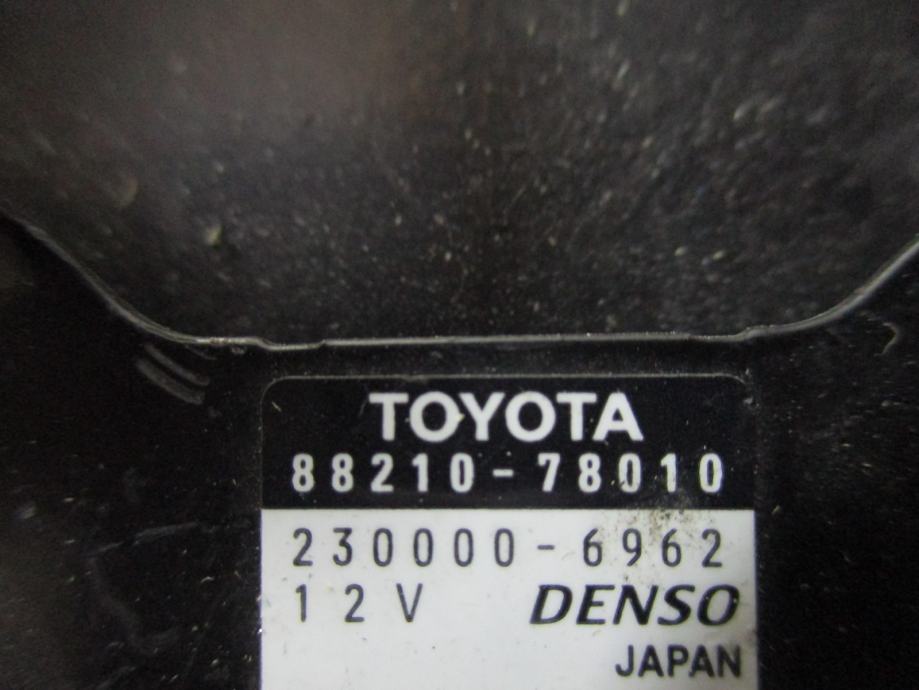 TOYOTA
88210-78010
230000-6962
12V DENSO
JAPAN